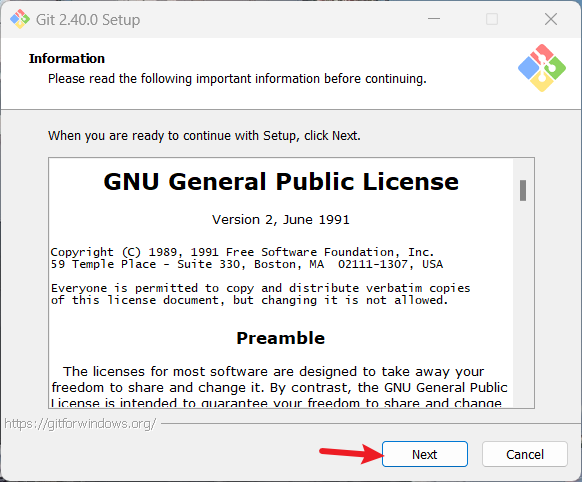 Git 2.40.0 Setup
Information
Please read the following important information before continuing.
When you are ready to continue with Setup, click Next.
GNU General Public License
Version 2, June 1991
Copyright (C) 1989, 1991 Free Software Foundation, Inc.
59 Temple Place - Suite 330, Boston, MA  02111-1307, USA
Everyone is permitted to copy and distribute verbatim copies
of this license document, but changing it is not allowed.
Preamble
The licenses for most software are designed to take away your
freedom to share and change it. By contrast, the GNU General Public
License is intended to guarantee your freedom to share and change
https://gitforwindows.org/
Next
Cancel